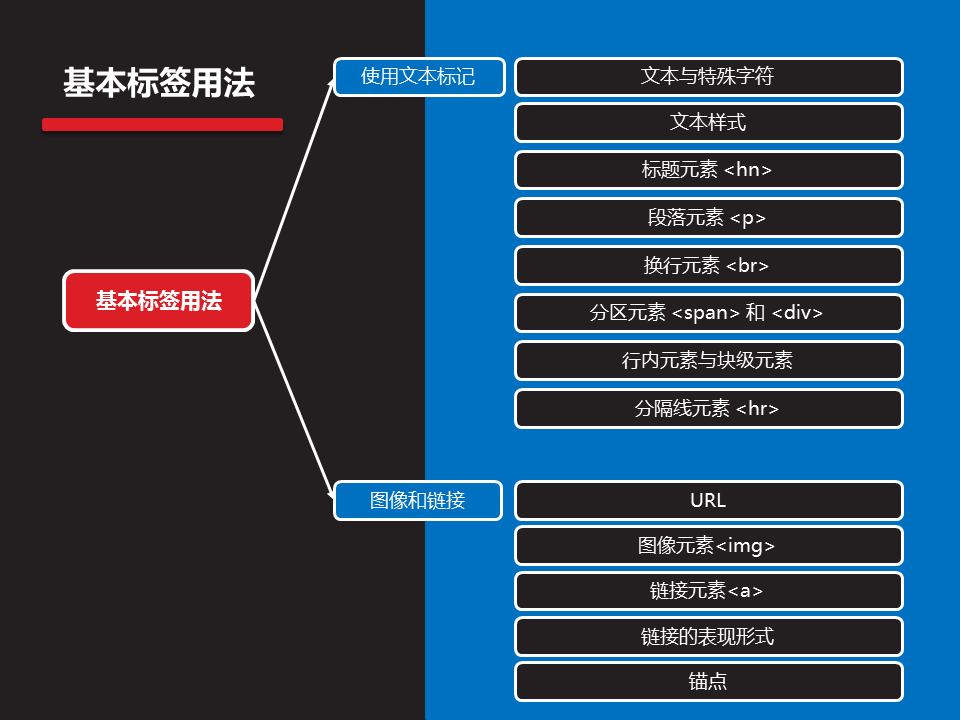 基本标签用法
基本标签用法
使用文本标记
文本与特殊字符
文本样式
标题元素 <hn>
段落元素 <p>
换行元素 <br>
分区元素 <span> 和 <div>
行内元素与块级元素
分隔线元素 <hr>
图像和链接
URL
图像元素<img>
链接元素<a>
链接的表现形式
锚点